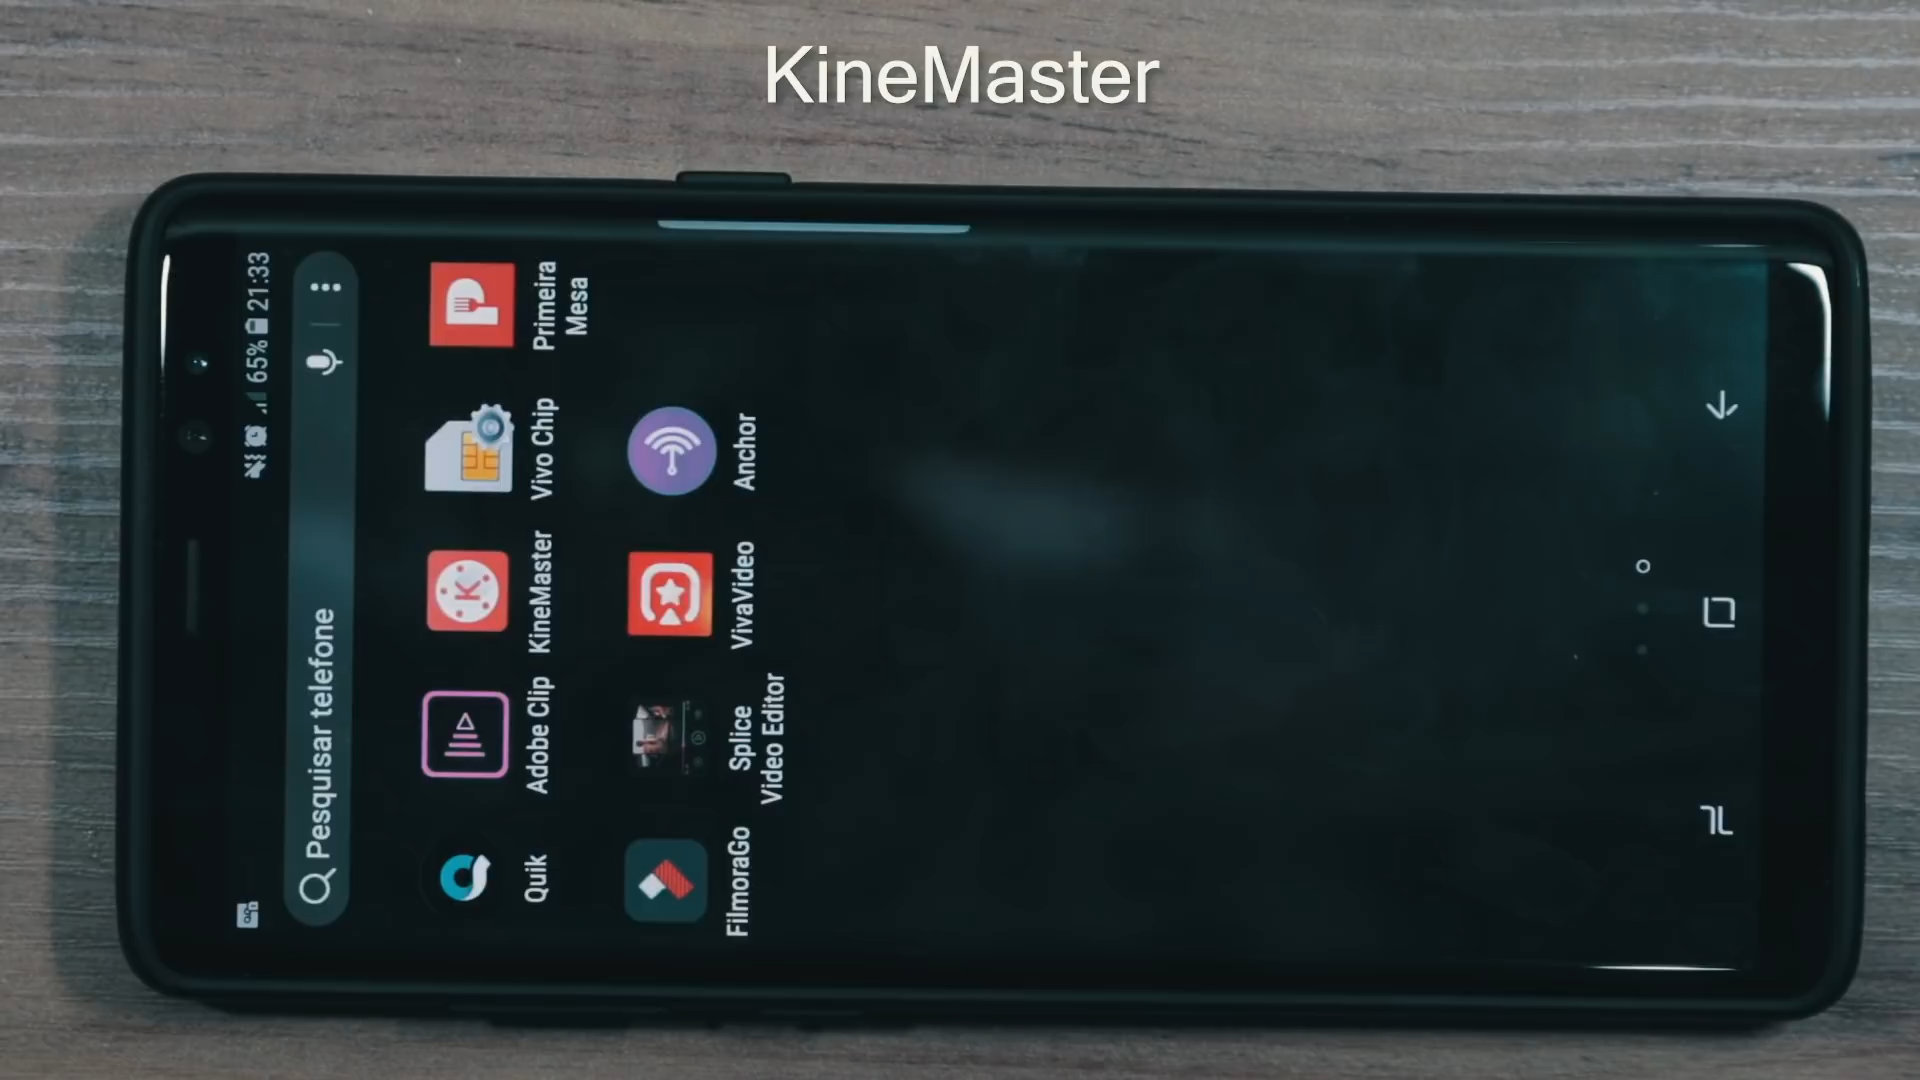 KineMaster
65% 21:33
Pesquisar telefone
Quik
Adobe Clip
KineMaster
Vivo Chip
Primeira
Mesa
FilmoraGo
Splice
Video Editor
VivaVideo
Anchor